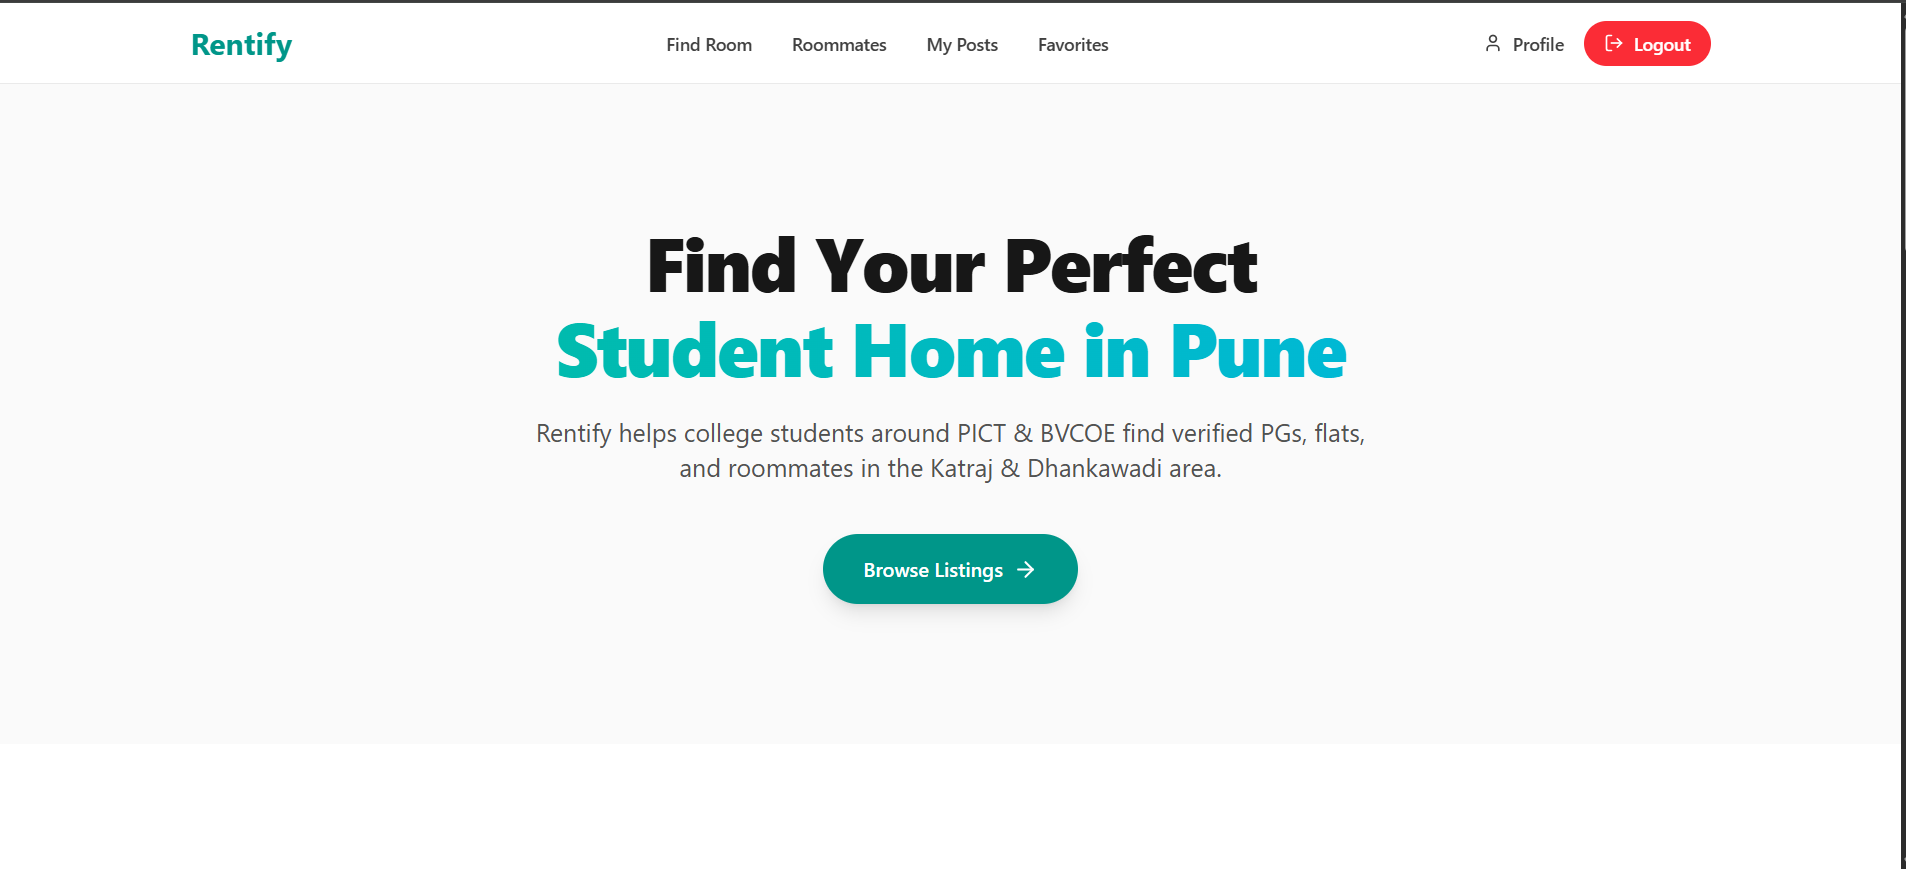 Rentify
Find Room
Roommates
My Posts
Favorites
Profile
Logout
Find Your Perfect
Student Home in Pune
Rentify helps college students around PICT & BVCOE find verified PGs, flats,
and roommates in the Katraj & Dhankawadi area.
Browse Listings